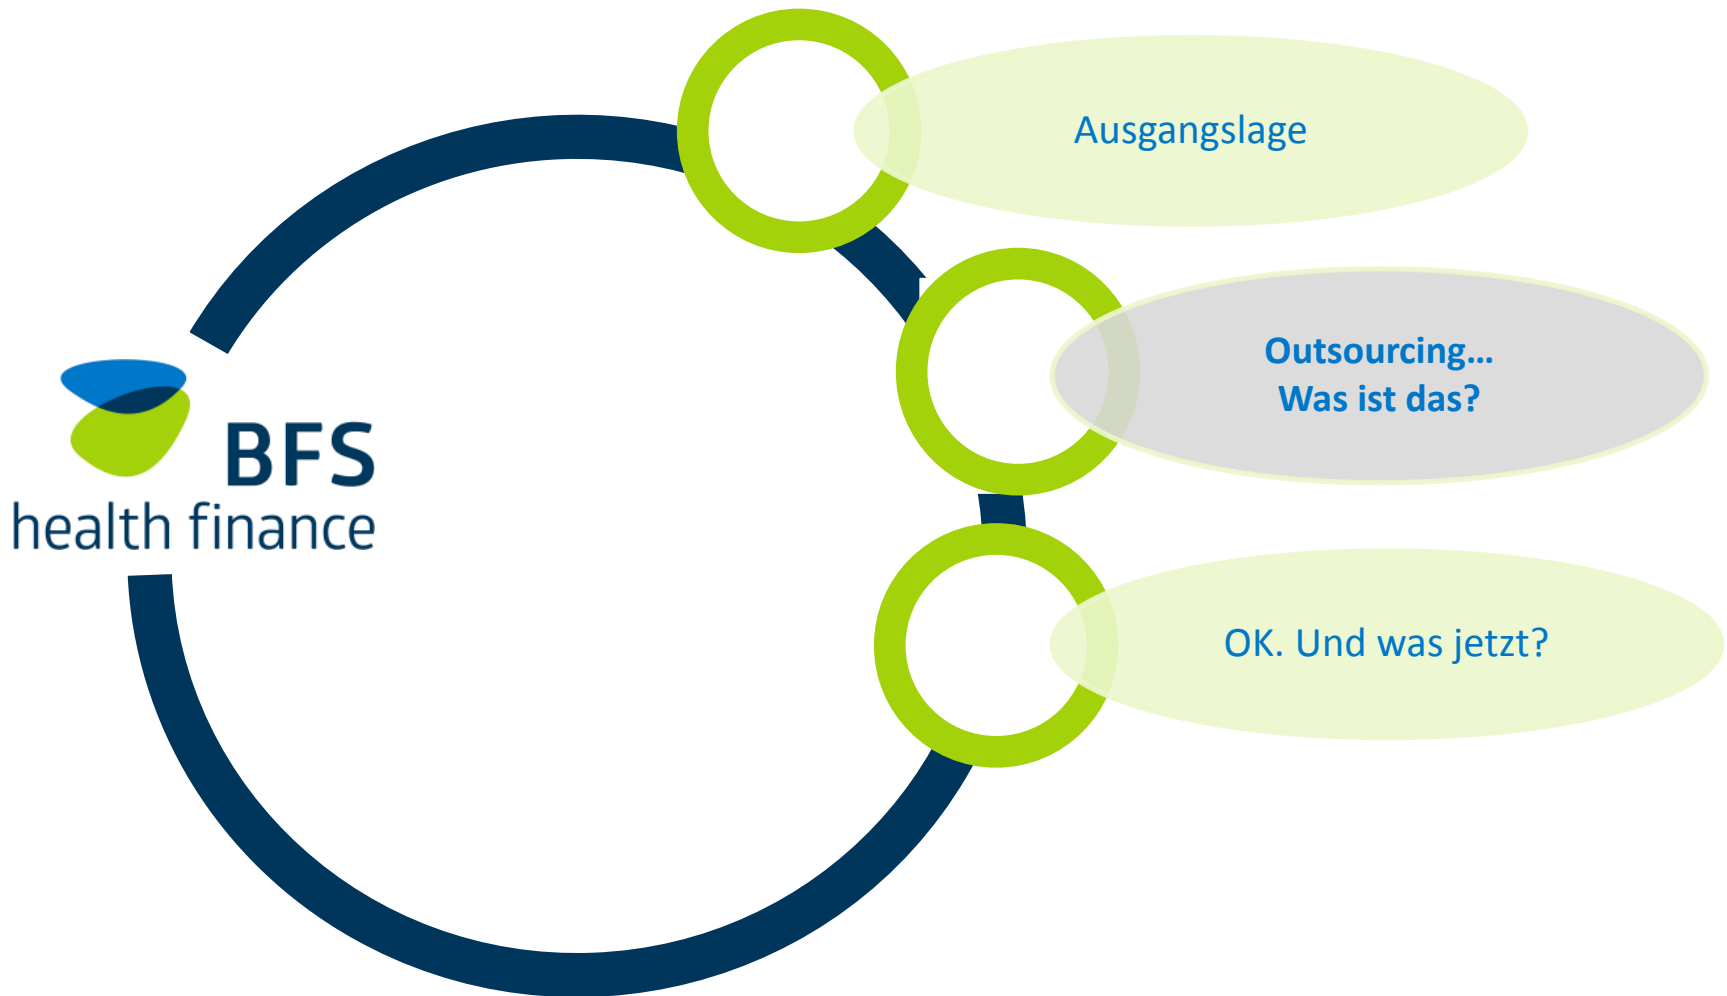 Ausgangslage
Outsourcing…
Was ist das?
BFS
health finance
OK. Und was jetzt?